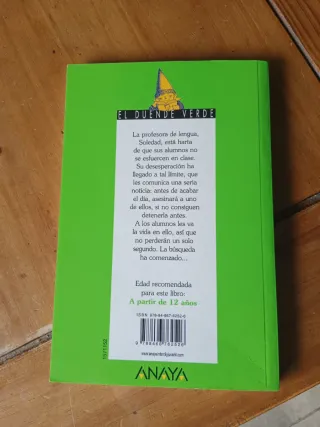 EL DUENDE VERDE
La profesora de lengua,
Soledad, está harta
de que sus alumnos no
se esfuercen en clase.
Su desesperación ha
llegado a tal límite, que
les comunica una seria
noticia: antes de acabar
el día, asesinará a uno
de ellos, si no consiguen
detenerla antes.
A los alumnos les va
la vida en ello, así que
no perderán un solo
segundo. La búsqueda
ha comenzado...
Edad recomendada
para este libro:
A partir de 12 años
ANAYA